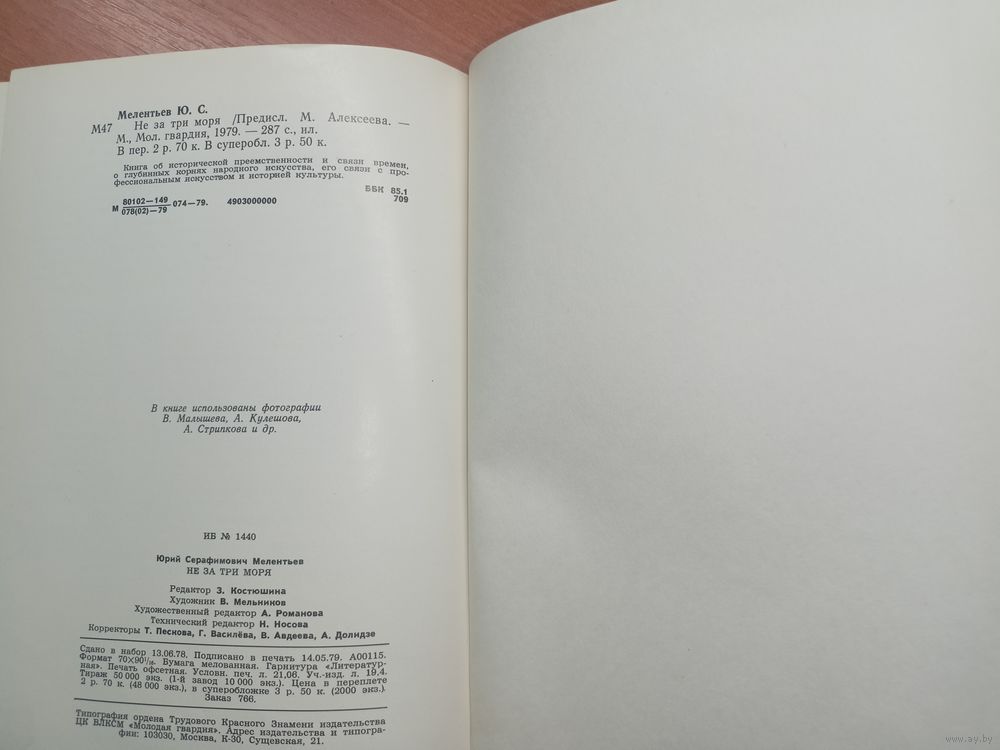 Мелентьев Ю. С.
М47 Не за три моря /Предисл. М. Алексеева. —
М., Мол. гвардия, 1979. — 287 с., ил.
В пер. 2 р. 70 к. В суперобл. 3 р. 50 к.
Книга об исторической преемственности и связи времен,
о глубинных корнях народного искусства, его связи с про-
фессиональным искусством и историей культуры.
ББК 85.1
М 80102—149 074—79. 4903000000 709
078(02)—79
В книге использованы фотографии
В. Малышева, А. Кулешова,
А. Стрипкова и др.
ИБ № 1440
Юрий Серафимович Мелентьев
НЕ ЗА ТРИ МОРЯ
Редактор З. Костюшина
Художник В. Мельников
Художественный редактор А. Романова
Технический редактор Н. Носова
Корректоры Т. Пескова, Г. Василёва, В. Авдеева, А. Долидзе
Сдано в набор 13.06.78. Подписано в печать 14.05.79. А00115.
Формат 70×90¹/₁₆. Бумага мелованная. Гарнитура «Литератур-
ная». Печать офсетная. Условн. печ. л. 21,06. Уч.-изд. л. 19,4.
Тираж 50 000 экз. (1-й завод 10 000 экз.). Цена в переплете
2 р. 70 к. (48 000 экз.), в суперобложке 3 р. 50 к. (2000 экз.).
Заказ 766.
Типография ордена Трудового Красного Знамени издательства
ЦК ВЛКСМ «Молодая гвардия». Адрес издательства и типогра-
фии: 103030, Москва, К-30, Сущевская, 21.
www.ay.by